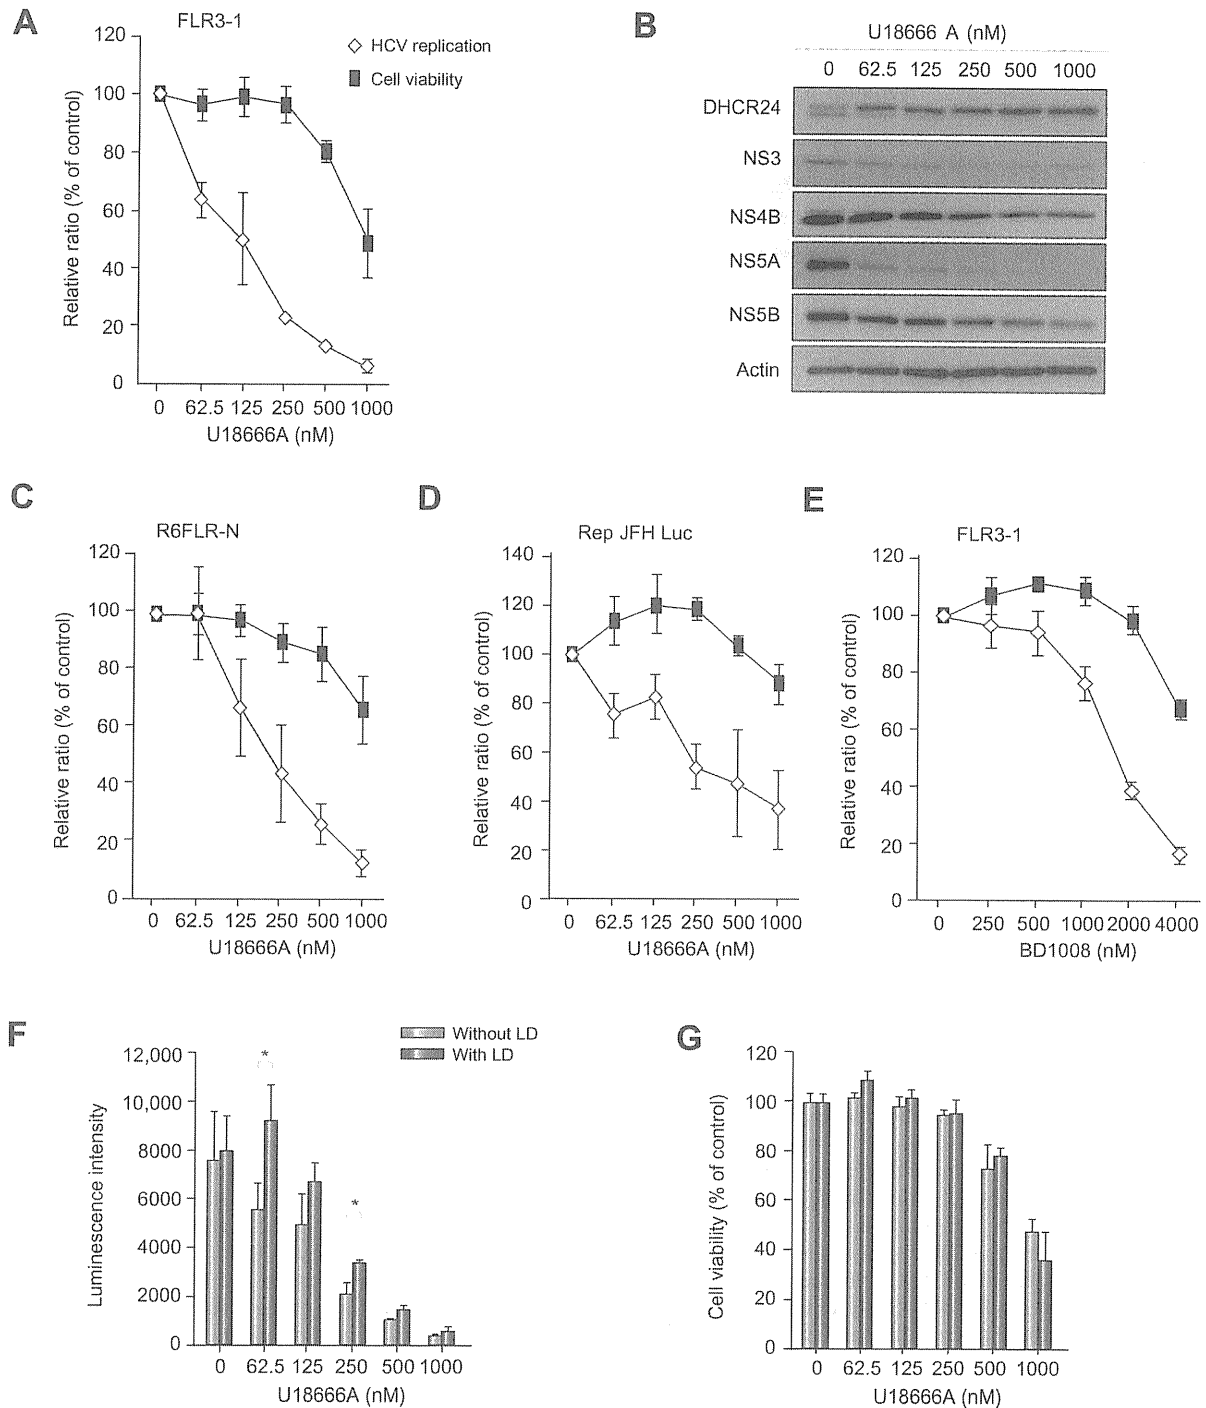 A
FLR3-1
120
100
80
60
40
20
0
Relative ratio (% of control)
0 62.5 125 250 500 1000
U18666A (nM)
HCV replication
Cell viability
B
U18666 A (nM)
0 62.5 125 250 500 1000
DHCR24
NS3
NS4B
NS5A
NS5B
Actin
C
R6FLR-N
120
100
80
60
40
20
0
Relative ratio (% of control)
0 62.5 125 250 500 1000
U18666A (nM)
D
Rep JFH Luc
140
120
100
80
60
40
20
0
Relative ratio (% of control)
0 62.5 125 250 500 1000
U18666A (nM)
E
FLR3-1
120
100
80
60
40
20
0
Relative ratio (% of control)
0 250 500 1000 2000 4000
BD1008 (nM)
F
Without LD
With LD
12,000
10,000
8000
6000
4000
2000
0
Luminescence intensity
*
*
0 62.5 125 250 500 1000
U18666A (nM)
G
120
100
80
60
40
20
0
Cell viability (% of control)
0 62.5 125 250 500 1000
U18666A (nM)